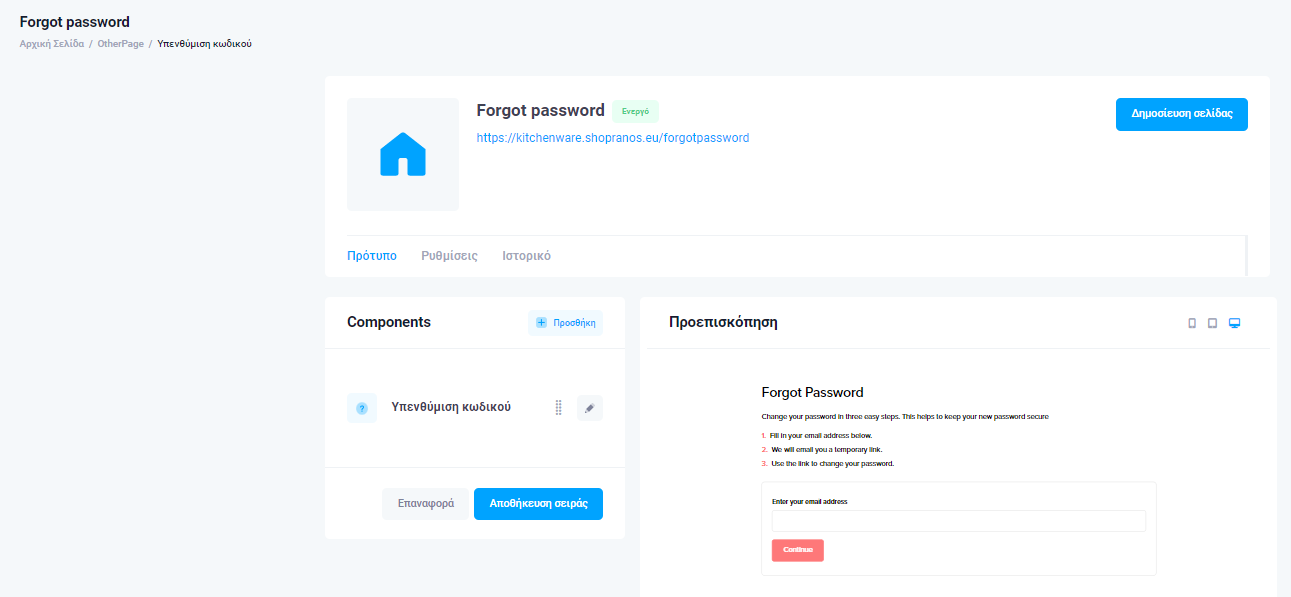 Forgot password
Αρχική Σελίδα / OtherPage / Υπενθύμιση κωδικού
Forgot password Ενεργό
Δημοσίευση σελίδας
https://kitchenware.shopranos.eu/forgotpassword
Πρότυπο Ρυθμίσεις Ιστορικό
Components
Προσθήκη
Υπενθύμιση κωδικού
Επαναφορά Αποθήκευση σειράς
Προεπισκόπηση
Forgot Password
Change your password in three easy steps. This helps to keep your new password secure
1. Fill in your email address below.
2. We will email you a temporary link.
3. Use the link to change your password.
Enter your email address
Continue